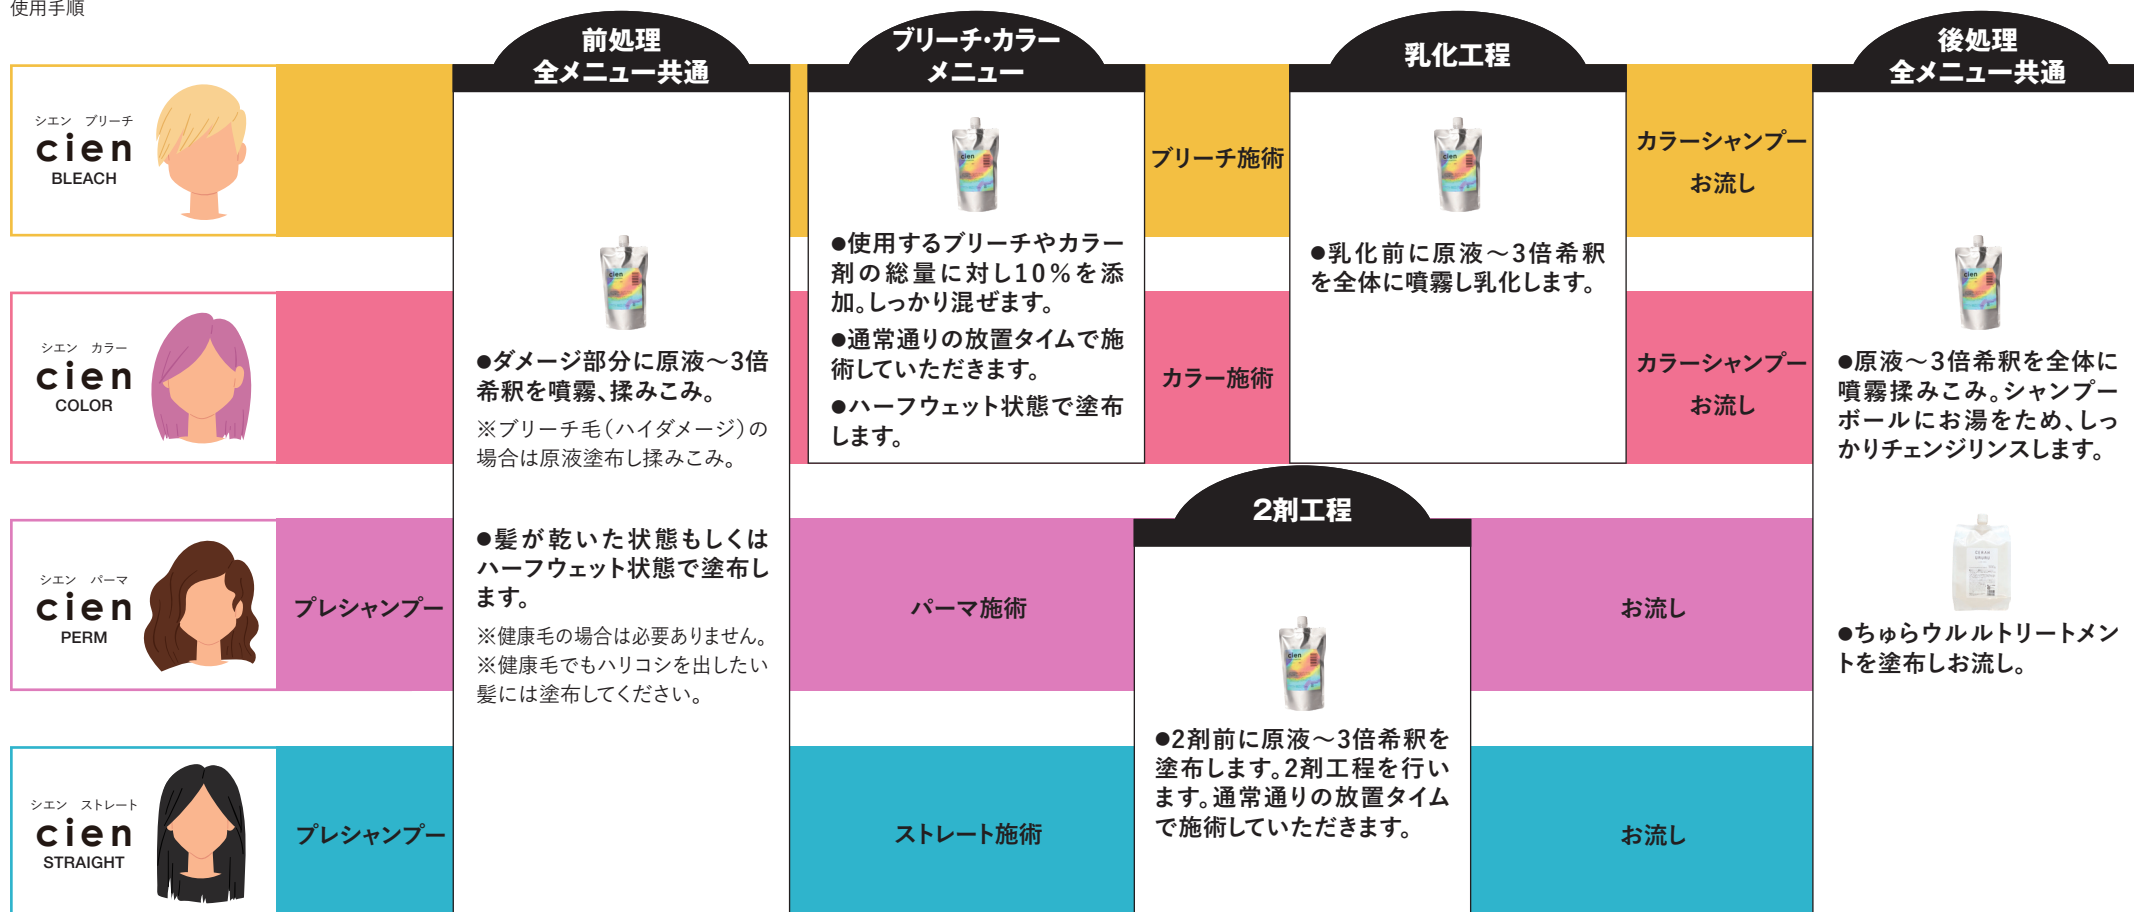 使用手順
前処理
全メニュー共通
ブリーチ・カラー
メニュー
乳化工程
後処理
全メニュー共通
シエン ブリーチ
cien
BLEACH
シエン カラー
cien
COLOR
シエン パーマ
cien
PERM
シエン ストレート
cien
STRAIGHT
プレシャンプー
プレシャンプー
cien
●ダメージ部分に原液〜3倍
希釈を噴霧、揉みこみ。
※ブリーチ毛(ハイダメージ)の
場合は原液塗布し揉みこみ。
●髪が乾いた状態もしくは
ハーフウェット状態で塗布し
ます。
※健康毛の場合は必要ありません。
※健康毛でもハリコシを出したい
髪には塗布してください。
cien
●使用するブリーチやカラー
剤の総量に対し10%を添
加。しっかり混ぜます。
●通常通りの放置タイムで施
術していただきます。
●ハーフウェット状態で塗布
します。
ブリーチ施術
カラー施術
パーマ施術
ストレート施術
cien
●乳化前に原液〜3倍希釈
を全体に噴霧し乳化します。
2剤工程
cien
●2剤前に原液〜3倍希釈を
塗布します。2剤工程を行い
ます。通常通りの放置タイム
で施術していただきます。
カラーシャンプー
お流し
カラーシャンプー
お流し
お流し
お流し
cien
●原液〜3倍希釈を全体に
噴霧揉みこみ。シャンプー
ボールにお湯をため、しっ
かりチェンジリンスします。
●ちゅらウルルトリートメン
トを塗布しお流し。